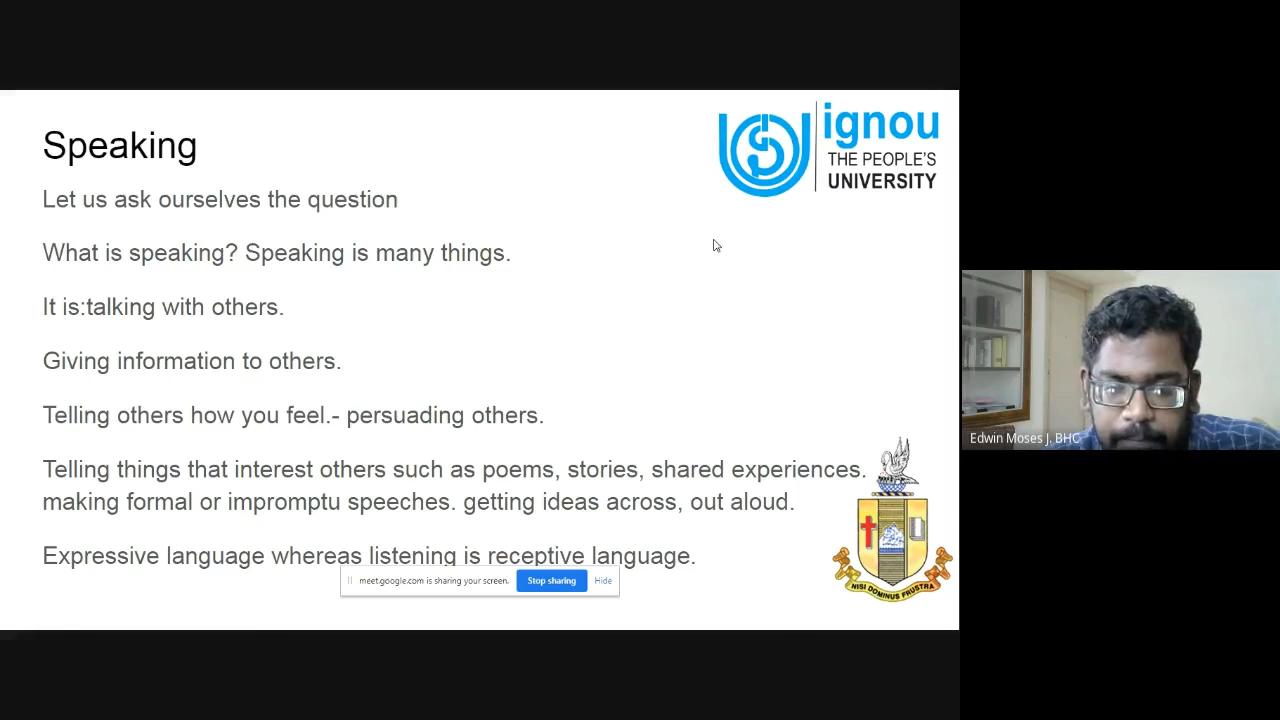 Speaking
ignou
THE PEOPLE'S
UNIVERSITY
Let us ask ourselves the question
What is speaking? Speaking is many things.
It is:talking with others.
Giving information to others.
Telling others how you feel.- persuading others.
Telling things that interest others such as poems, stories, shared experiences.
making formal or impromptu speeches. getting ideas across, out aloud.
Expressive language whereas listening is receptive language.
meet.google.com is sharing your screen.
Stop sharing
Hide
NISI DOMINUS FRUSTRA
Edwin Moses J. BHC